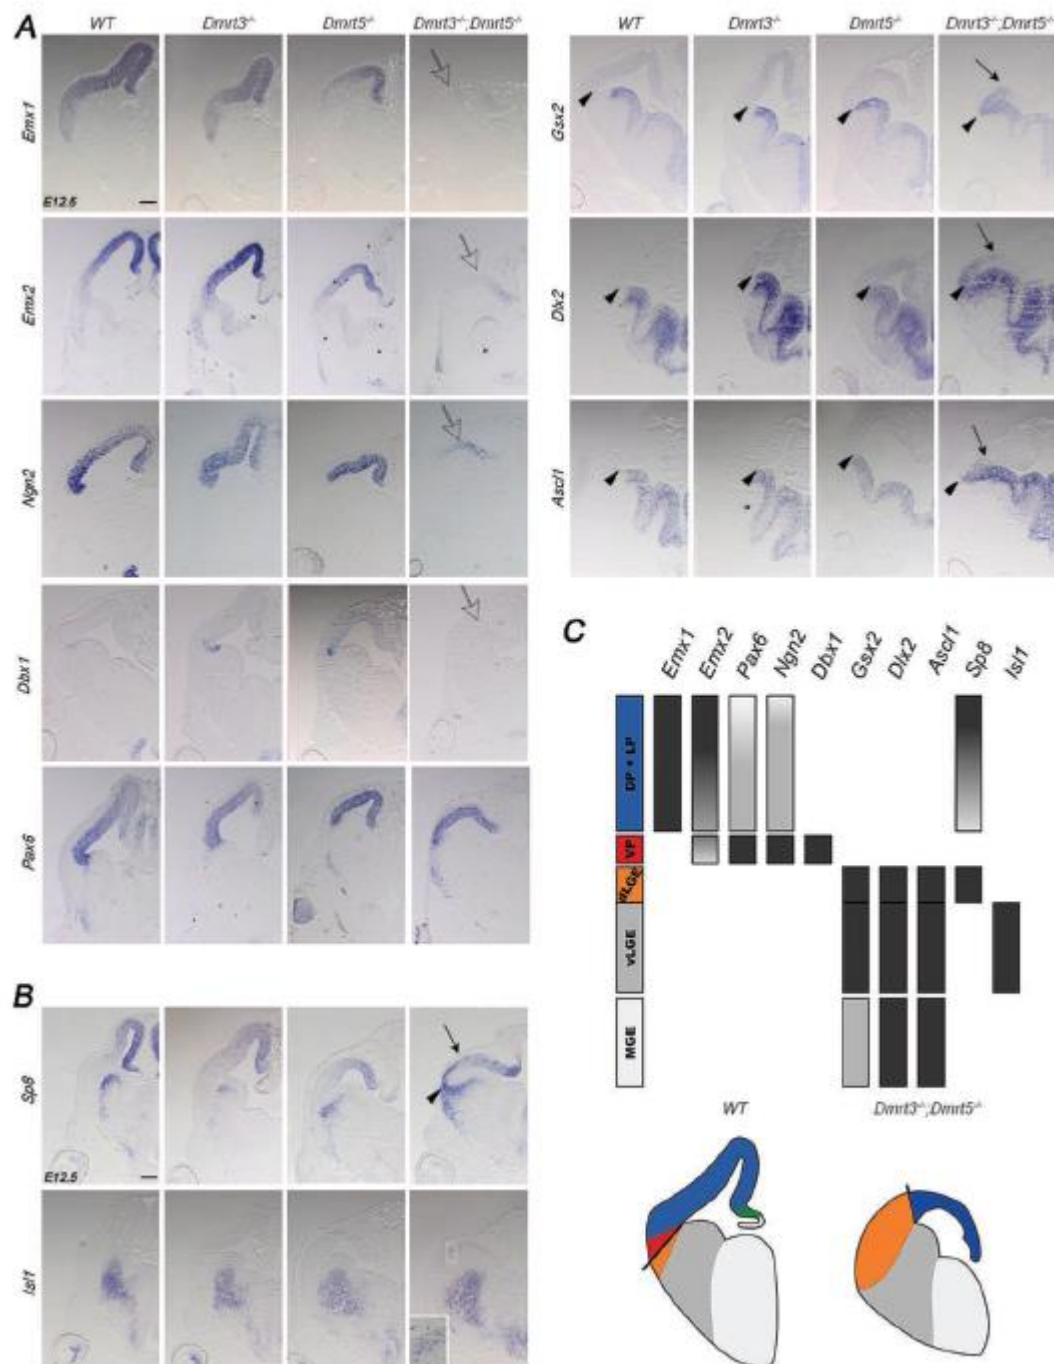 A
WT Dmrt3-/- Dmrt5-/- Dmrt3-/-;Dmrt5-/-
Emx1
E12.5
Emx2
Ngn2
Dbx1
Pax6
WT Dmrt3-/- Dmrt5-/- Dmrt3-/-;Dmrt5-/-
Gsx2
Dlx2
Ascl1
B
Sp8
E12.5
Isl1
C
Emx1 Emx2 Pax6 Ngn2 Dbx1 Gsx2 Dlx2 Ascl1 Sp8 Isl1
DP + LP
VP
dLGE
vLGE
MGE
WT Dmrt3-/-;Dmrt5-/-